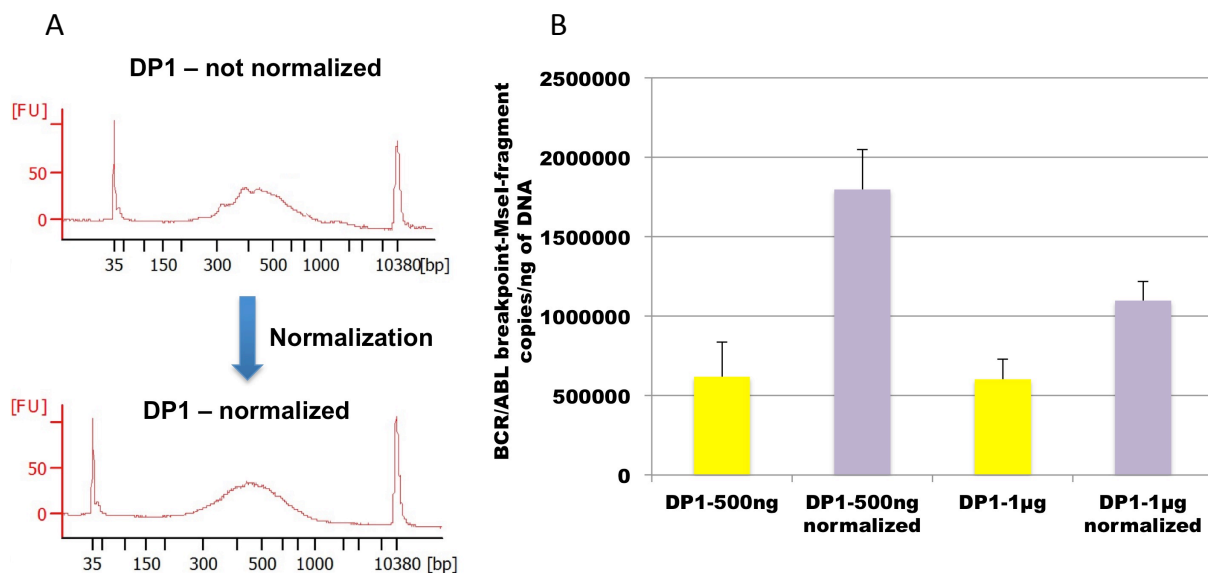 A
DP1 – not normalized
[FU]
50
0
35 150 300 500 1000 10380[bp]
Normalization
DP1 – normalized
[FU]
50
0
35 150 300 500 1000 10380 [bp]
B
BCR/ABL breakpoint-MseI-fragment
copies/ng of DNA
2500000
2000000
1500000
1000000
500000
0
DP1-500ng
DP1-500ng
normalized
DP1-1µg
DP1-1µg
normalized